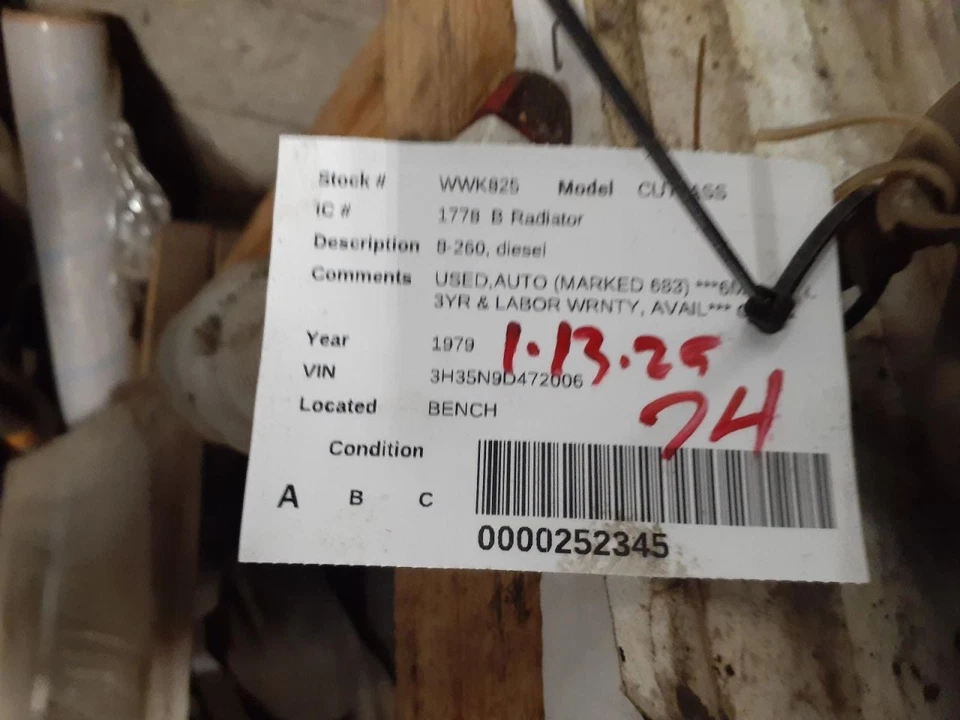 Stock # WWK825 Model
IC # 1778 B Radiator
Description 8-260, diesel
Comments USED,AUTO (MARKED 683)
3YR & LABOR WRNTY, AVAIL***
Year 1979
1.13.25
VIN 3H35N9D472006
74
Located BENCH
Condition
A B C
0000252345